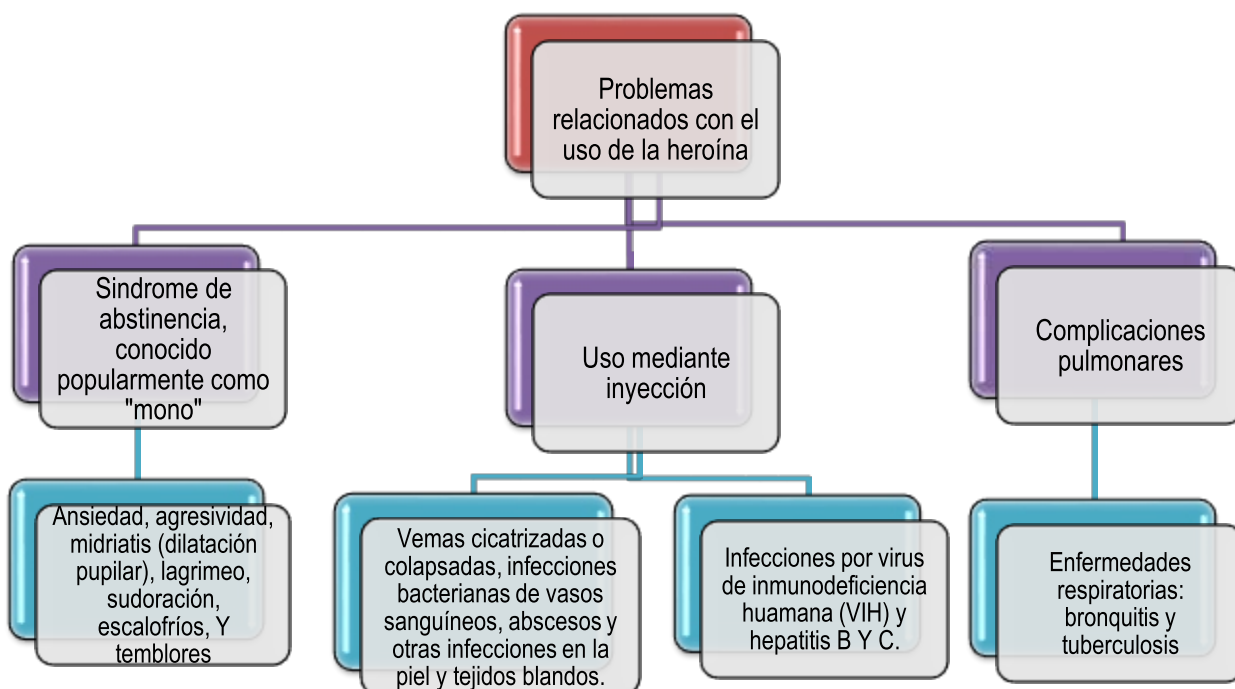 Problemas
relacionados con el
uso de la heroína
Sindrome de
abstinencia,
conocido
popularmente como
"mono"
Uso mediante
inyección
Complicaciones
pulmonares
Ansiedad, agresividad,
midriatis (dilatación
pupilar), lagrimeo,
sudoración,
escalofríos, Y
temblores
Vemas cicatrizadas o
colapsadas, infecciones
bacterianas de vasos
sanguíneos, abscesos y
otras infecciones en la
piel y tejidos blandos.
Infecciones por virus
de inmunodeficiencia
huamana (VIH) y
hepatitis B Y C.
Enfermedades
respiratorias:
bronquitis y
tuberculosis